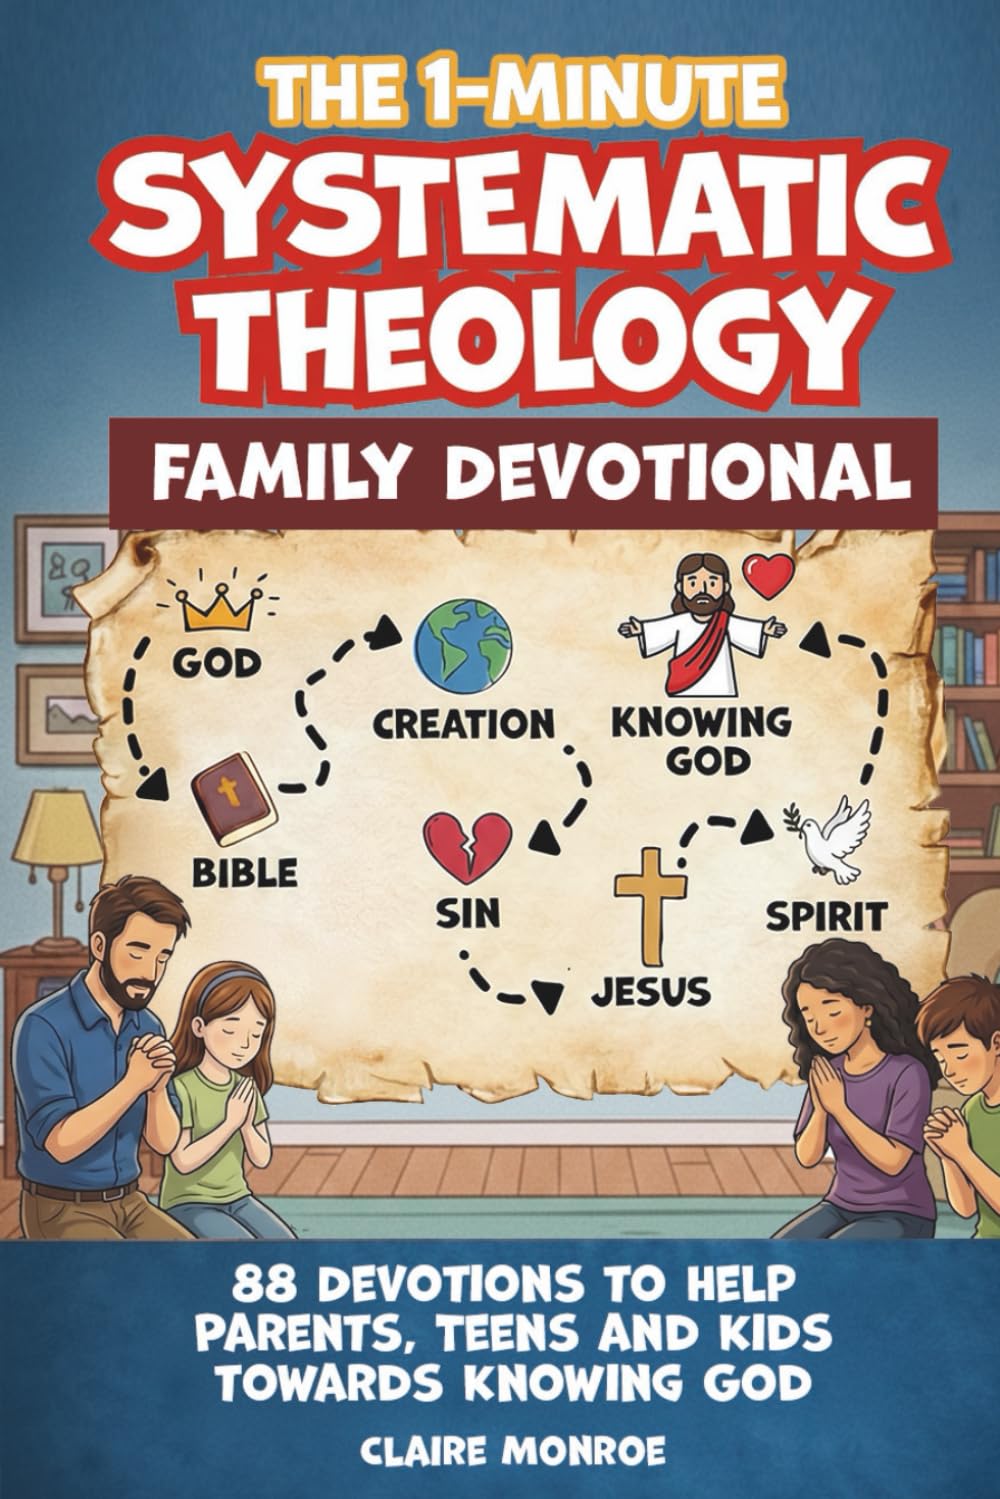 THE 1-MINUTE
SYSTEMATIC
THEOLOGY
FAMILY DEVOTIONAL
GOD
BIBLE
CREATION
SIN
JESUS
SPIRIT
KNOWING
GOD
88 DEVOTIONS TO HELP
PARENTS, TEENS AND KIDS
TOWARDS KNOWING GOD
CLAIRE MONROE